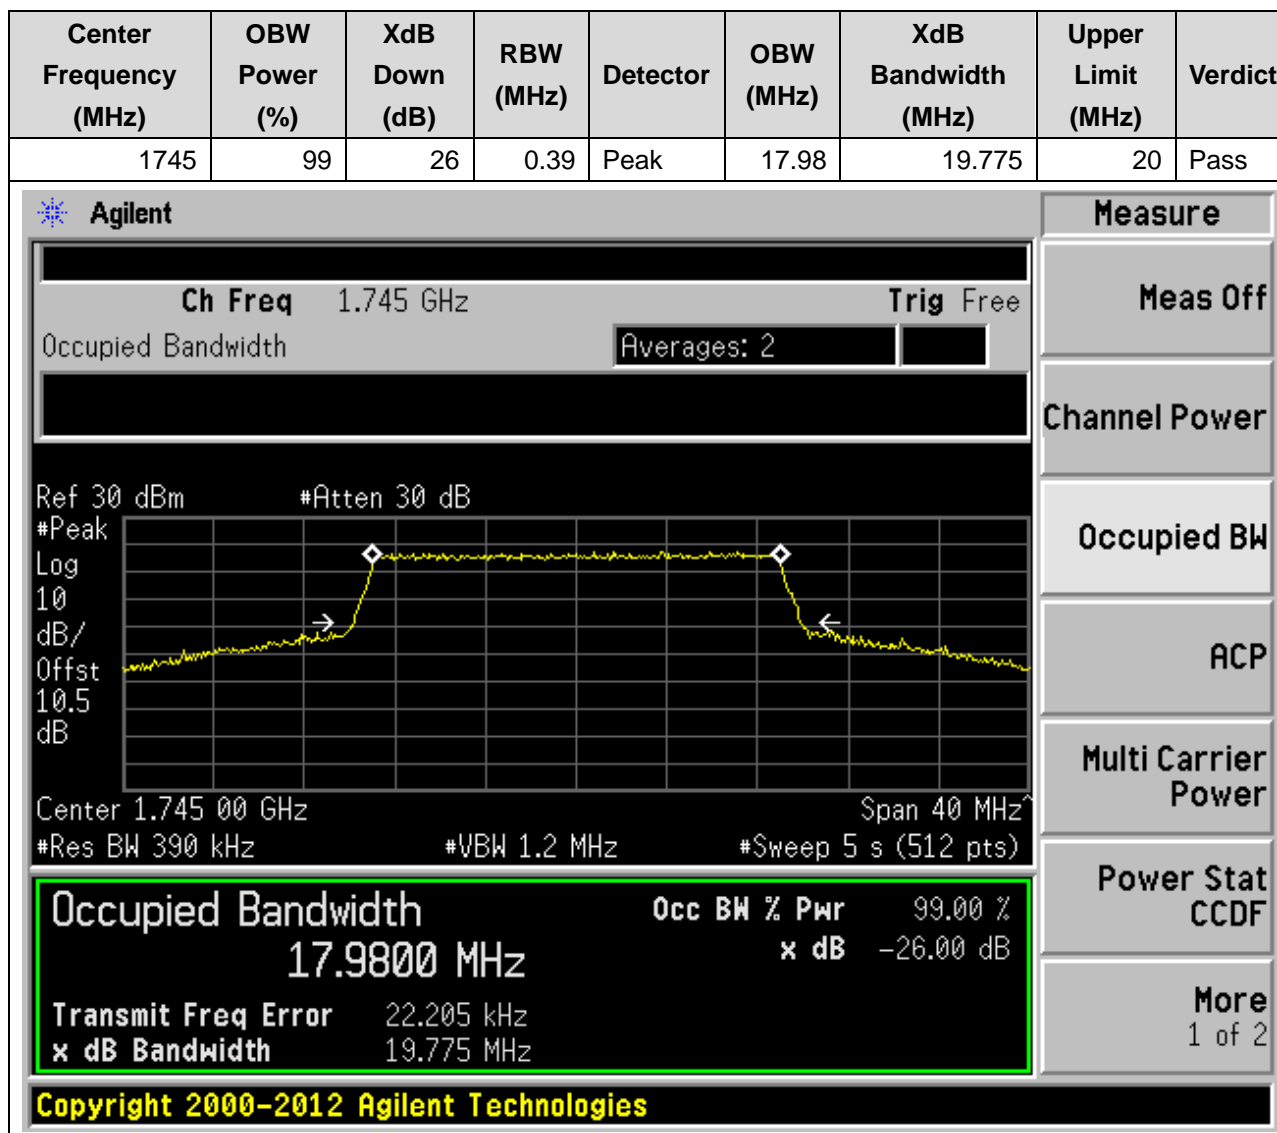 Center Frequency (MHz) OBW Power (%) XdB Down (dB) RBW (MHz) Detector OBW (MHz) XdB Bandwidth (MHz) Upper Limit (MHz) Verdict
1745 99 26 0.39 Peak 17.98 19.775 20 Pass
Agilent
Measure
Ch Freq 1.745 GHz Trig Free
Meas Off
Occupied Bandwidth Averages: 2
Channel Power
Ref 30 dBm #Atten 30 dB
#Peak
Log
10
dB/
Offst
10.5
dB
Occupied BW
ACP
Multi Carrier
Power
Center 1.745 00 GHz Span 40 MHz^
#Res BW 390 kHz #VBW 1.2 MHz #Sweep 5 s (512 pts)
Power Stat
CCDF
Occupied Bandwidth Occ BW % Pwr 99.00 %
17.9800 MHz x dB -26.00 dB
Transmit Freq Error 22.205 kHz
x dB Bandwidth 19.775 MHz
More
1 of 2
Copyright 2000-2012 Agilent Technologies